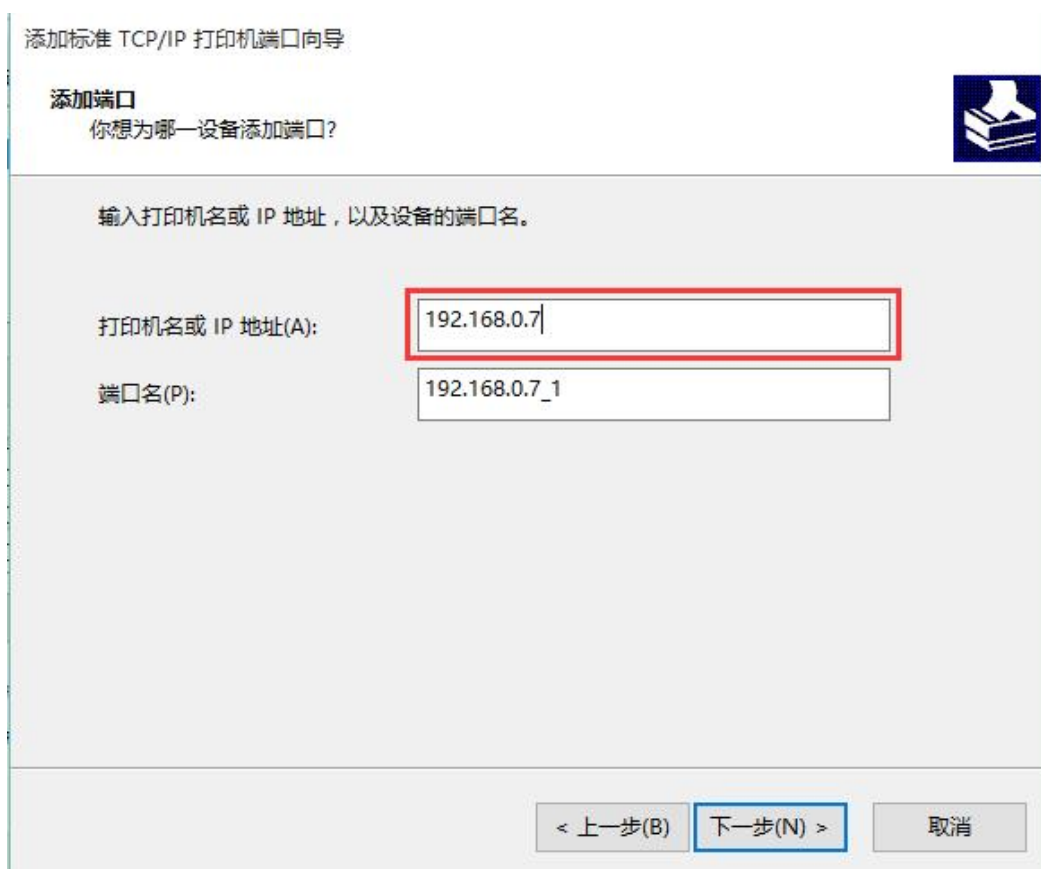 添加标准 TCP/IP 打印机端口向导
添加端口
你想为哪一设备添加端口?
输入打印机名或 IP 地址，以及设备的端口名。
打印机名或 IP 地址(A):
192.168.0.7
端口名(P):
192.168.0.7_1
< 上一步(B)
下一步(N) >
取消